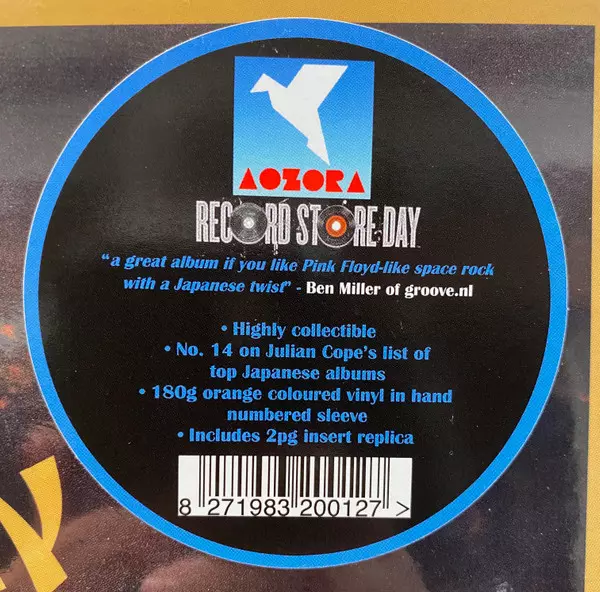 AOZORA
RECORD STORE DAY
“a great album if you like Pink Floyd-like space rock
with a Japanese twist” - Ben Miller of groove.nl
• Highly collectible
• No. 14 on Julian Cope’s list of
top Japanese albums
• 180g orange coloured vinyl in hand
numbered sleeve
• Includes 2pg insert replica
8 271983 200127 >